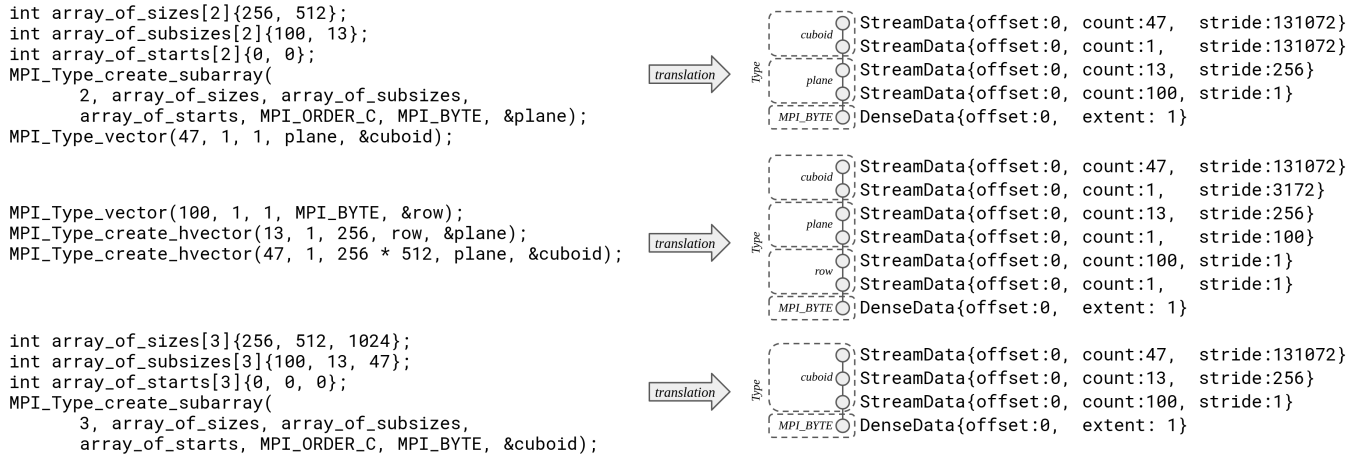 int array_of_sizes[2]{256, 512};
int array_of_subsizes[2]{100, 13};
int array_of_starts[2]{0, 0};
MPI_Type_create_subarray(
2, array_of_sizes, array_of_subsizes,
array_of_starts, MPI_ORDER_C, MPI_BYTE, &plane);
MPI_Type_vector(47, 1, 1, plane, &cuboid);
translation
Type
cuboid
plane
MPI_BYTE
StreamData{offset:0, count:47, stride:131072}
StreamData{offset:0, count:1, stride:131072}
StreamData{offset:0, count:13, stride:256}
StreamData{offset:0, count:100, stride:1}
DenseData{offset:0, extent: 1}
MPI_Type_vector(100, 1, 1, MPI_BYTE, &row);
MPI_Type_create_hvector(13, 1, 256, row, &plane);
MPI_Type_create_hvector(47, 1, 256 * 512, plane, &cuboid);
translation
Type
cuboid
plane
row
MPI_BYTE
StreamData{offset:0, count:47, stride:131072}
StreamData{offset:0, count:1, stride:3172}
StreamData{offset:0, count:13, stride:256}
StreamData{offset:0, count:1, stride:100}
StreamData{offset:0, count:100, stride:1}
StreamData{offset:0, count:1, stride:1}
DenseData{offset:0, extent: 1}
int array_of_sizes[3]{256, 512, 1024};
int array_of_subsizes[3]{100, 13, 47};
int array_of_starts[3]{0, 0, 0};
MPI_Type_create_subarray(
3, array_of_sizes, array_of_subsizes,
array_of_starts, MPI_ORDER_C, MPI_BYTE, &cuboid);
translation
Type
cuboid
MPI_BYTE
StreamData{offset:0, count:47, stride:131072}
StreamData{offset:0, count:13, stride:256}
StreamData{offset:0, count:100, stride:1}
DenseData{offset:0, extent: 1}